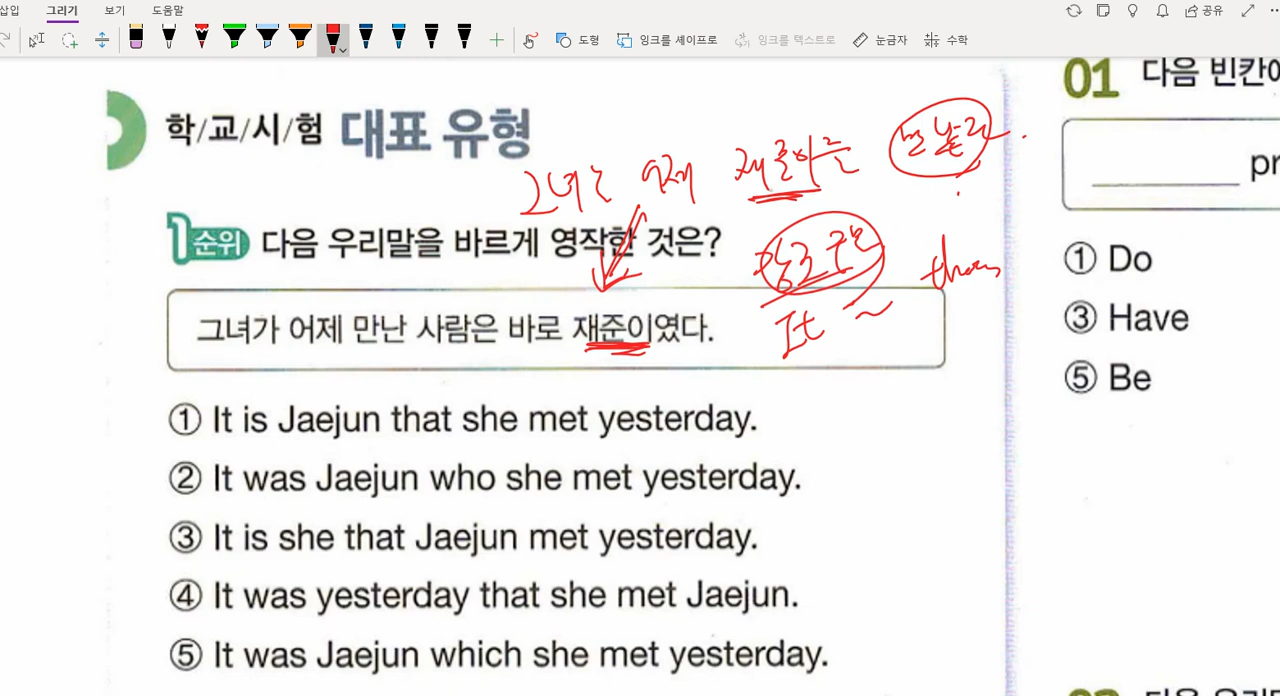 삽입 그리기 보기 도움말
공유
도형 잉크를 셰이프로 잉크를 텍스트로 눈금자 수학
학/교/시/험 대표 유형
그녀는 어제
1순위 다음 우리말을 바르게 영작한 것은?
강조 구문
It ~ that
그녀가 어제 만난 사람은 바로 재준이였다.
① It is Jaejun that she met yesterday.
② It was Jaejun who she met yesterday.
③ It is she that Jaejun met yesterday.
④ It was yesterday that she met Jaejun.
⑤ It was Jaejun which she met yesterday.
01 다음 빈칸에
pr
① Do
③ Have
⑤ Be